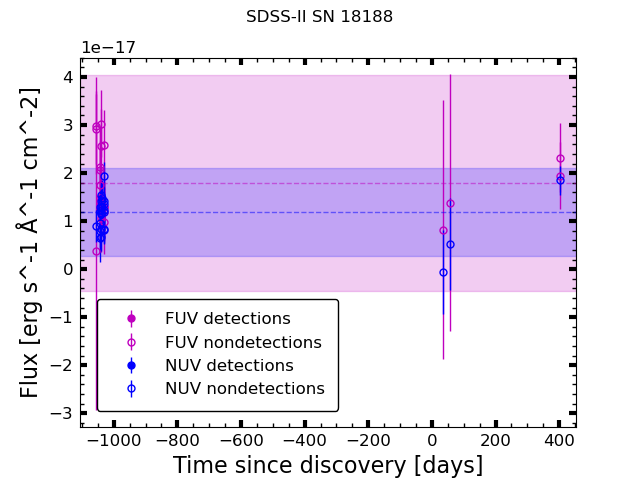 SDSS-II SN 18188
1e−17
4
3
2
1
0
−1
−2
−3
Flux [erg s^-1 Å^-1 cm^-2]
FUV detections
FUV nondetections
NUV detections
NUV nondetections
−1000 −800 −600 −400 −200 0 200 400
Time since discovery [days]